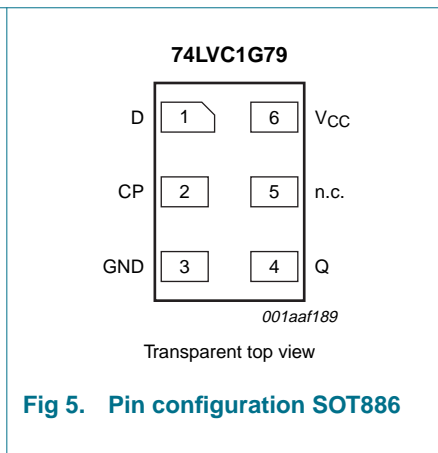 74LVC1G79
D 1 6 VCC
CP 2 5 n.c.
GND 3 4 Q
001aaf189
Transparent top view
Fig 5. Pin configuration SOT886